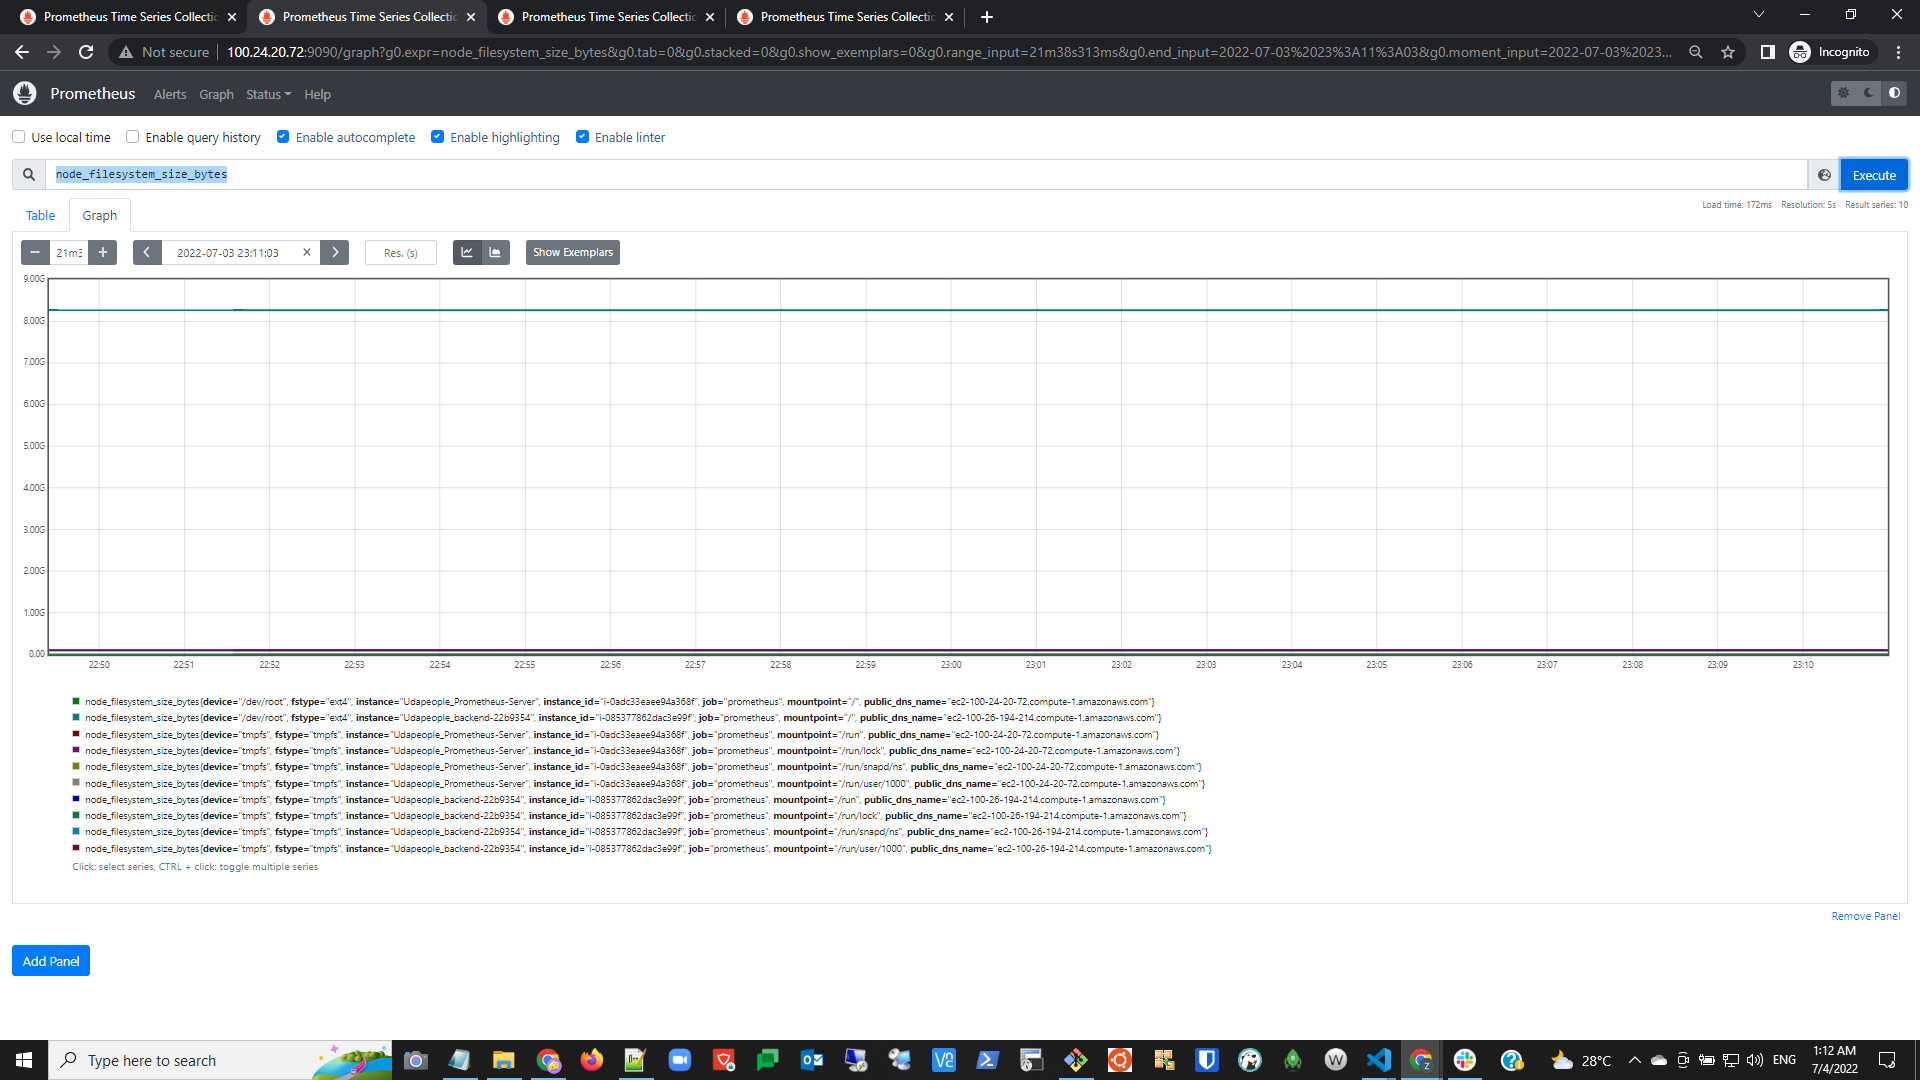 Prometheus Time Series Collectio
Prometheus Time Series Collectic
Prometheus Time Series Collectio
Prometheus Time Series Collectio
Not secure
100.24.20.72:9090/graph?g0.expr=node_filesystem_size_bytes&g0.tab=0&g0.stacked=0&g0.show_exemplars=0&g0.range_input=21m38s313ms&g0.end_input=2022-07-03%2023%3A11%3A03&g0.moment_input=2022-07-03%2023...
Incognito
Prometheus Alerts Graph Status Help
Use local time Enable query history Enable autocomplete Enable highlighting Enable linter
node_filesystem_size_bytes
Execute
Table Graph
Load time: 172ms Resolution: 5s Result series: 10
21m3
2022-07-03 23:11:03
Res. (s)
Show Exemplars
9.00G
8.00G
7.00G
6.00G
5.00G
4.00G
3.00G
2.00G
1.00G
0.00
22:50 22:51 22:52 22:53 22:54 22:55 22:56 22:57 22:58 22:59 23:00 23:01 23:02 23:03 23:04 23:05 23:06 23:07 23:08 23:09 23:10
node_filesystem_size_bytes{device="/dev/root", fstype="ext4", instance="Udapeople_Prometheus-Server", instance_id="i-0adc33eaee94a368f", job="prometheus", mountpoint="/", public_dns_name="ec2-100-24-20-72.compute-1.amazonaws.com"}
node_filesystem_size_bytes{device="/dev/root", fstype="ext4", instance="Udapeople_backend-22b9354", instance_id="i-085377862dac3e99f", job="prometheus", mountpoint="/", public_dns_name="ec2-100-26-194-214.compute-1.amazonaws.com"}
node_filesystem_size_bytes{device="tmpfs", fstype="tmpfs", instance="Udapeople_Prometheus-Server", instance_id="i-0adc33eaee94a368f", job="prometheus", mountpoint="/run", public_dns_name="ec2-100-24-20-72.compute-1.amazonaws.com"}
node_filesystem_size_bytes{device="tmpfs", fstype="tmpfs", instance="Udapeople_Prometheus-Server", instance_id="i-0adc33eaee94a368f", job="prometheus", mountpoint="/run/lock", public_dns_name="ec2-100-24-20-72.compute-1.amazonaws.com"}
node_filesystem_size_bytes{device="tmpfs", fstype="tmpfs", instance="Udapeople_Prometheus-Server", instance_id="i-0adc33eaee94a368f", job="prometheus", mountpoint="/run/snapd/ns", public_dns_name="ec2-100-24-20-72.compute-1.amazonaws.com"}
node_filesystem_size_bytes{device="tmpfs", fstype="tmpfs", instance="Udapeople_Prometheus-Server", instance_id="i-0adc33eaee94a368f", job="prometheus", mountpoint="/run/user/1000", public_dns_name="ec2-100-24-20-72.compute-1.amazonaws.com"}
node_filesystem_size_bytes{device="tmpfs", fstype="tmpfs", instance="Udapeople_backend-22b9354", instance_id="i-085377862dac3e99f", job="prometheus", mountpoint="/run", public_dns_name="ec2-100-26-194-214.compute-1.amazonaws.com"}
node_filesystem_size_bytes{device="tmpfs", fstype="tmpfs", instance="Udapeople_backend-22b9354", instance_id="i-085377862dac3e99f", job="prometheus", mountpoint="/run/lock", public_dns_name="ec2-100-26-194-214.compute-1.amazonaws.com"}
node_filesystem_size_bytes{device="tmpfs", fstype="tmpfs", instance="Udapeople_backend-22b9354", instance_id="i-085377862dac3e99f", job="prometheus", mountpoint="/run/snapd/ns", public_dns_name="ec2-100-26-194-214.compute-1.amazonaws.com"}
node_filesystem_size_bytes{device="tmpfs", fstype="tmpfs", instance="Udapeople_backend-22b9354", instance_id="i-085377862dac3e99f", job="prometheus", mountpoint="/run/user/1000", public_dns_name="ec2-100-26-194-214.compute-1.amazonaws.com"}
Click: select series, CTRL + click: toggle multiple series
Remove Panel
Add Panel
Type here to search
28°C
ENG
1:12 AM
7/4/2022